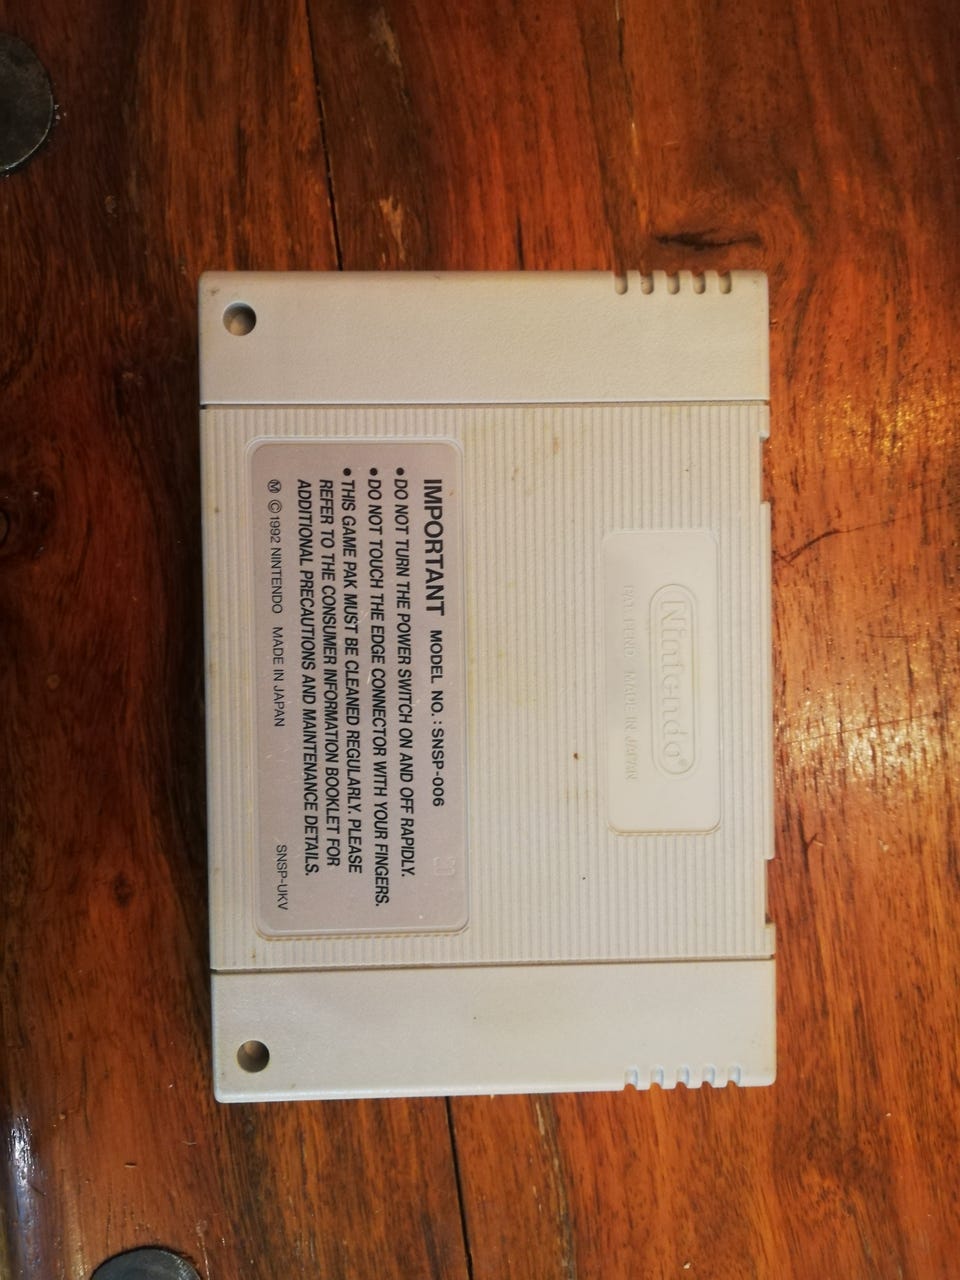 IMPORTANT MODEL NO. : SNSP-006
● DO NOT TURN THE POWER SWITCH ON AND OFF RAPIDLY.
● DO NOT TOUCH THE EDGE CONNECTOR WITH YOUR FINGERS.
● THIS GAME PAK MUST BE CLEANED REGULARLY. PLEASE
REFER TO THE CONSUMER INFORMATION BOOKLET FOR
ADDITIONAL PRECAUTIONS AND MAINTENANCE DETAILS.
Ⓜ ©1992 NINTENDO MADE IN JAPAN SNSP-UKV
Nintendo®
PAT. PEND. MADE IN JAPAN